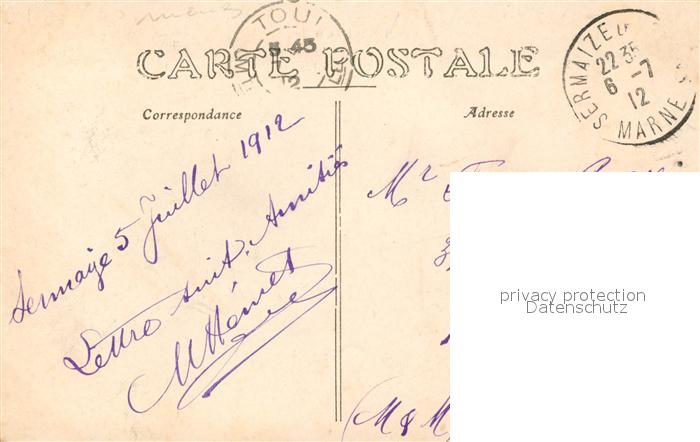 TOUL
CARTE POSTALE
Correspondance
Adresse
SERMAIZE
22 35
6 - 7
12
MARNE
Sermaize 5 Juillet 1912
Lettre suit. Amitiés
Mr
(M & M
privacy protection
Datenschutz